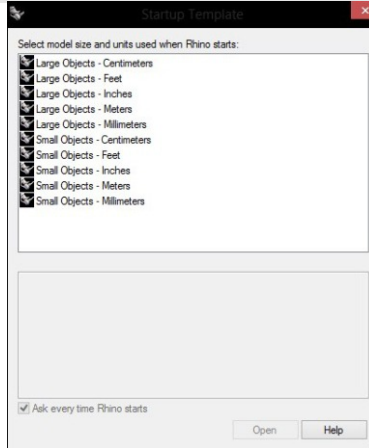 Startup Template
Select model size and units used when Rhino starts:
Large Objects - Centimeters
Large Objects - Feet
Large Objects - Inches
Large Objects - Meters
Large Objects - Millimeters
Small Objects - Centimeters
Small Objects - Feet
Small Objects - Inches
Small Objects - Meters
Small Objects - Millimeters
Ask every time Rhino starts
Open Help